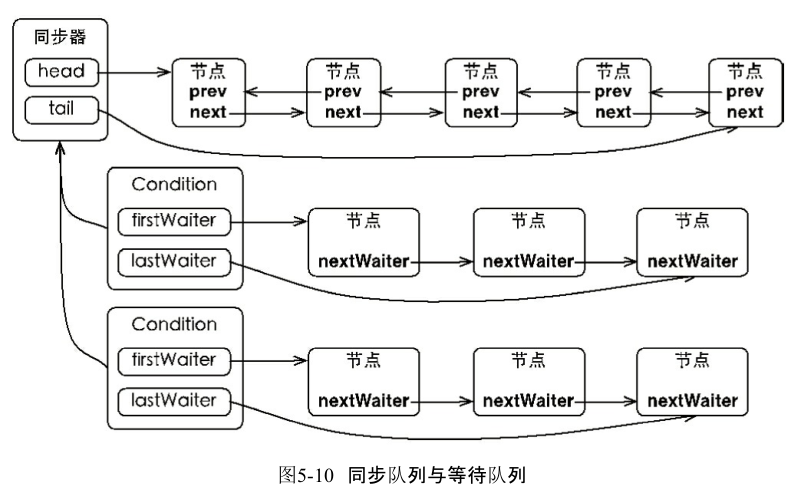 同步器
head
tail
节点
prev
next
节点
prev
next
节点
prev
next
节点
prev
next
节点
prev
next
Condition
firstWaiter
lastWaiter
节点
nextWaiter
节点
nextWaiter
节点
nextWaiter
Condition
firstWaiter
lastWaiter
节点
nextWaiter
节点
nextWaiter
节点
nextWaiter
图5-10 同步队列与等待队列